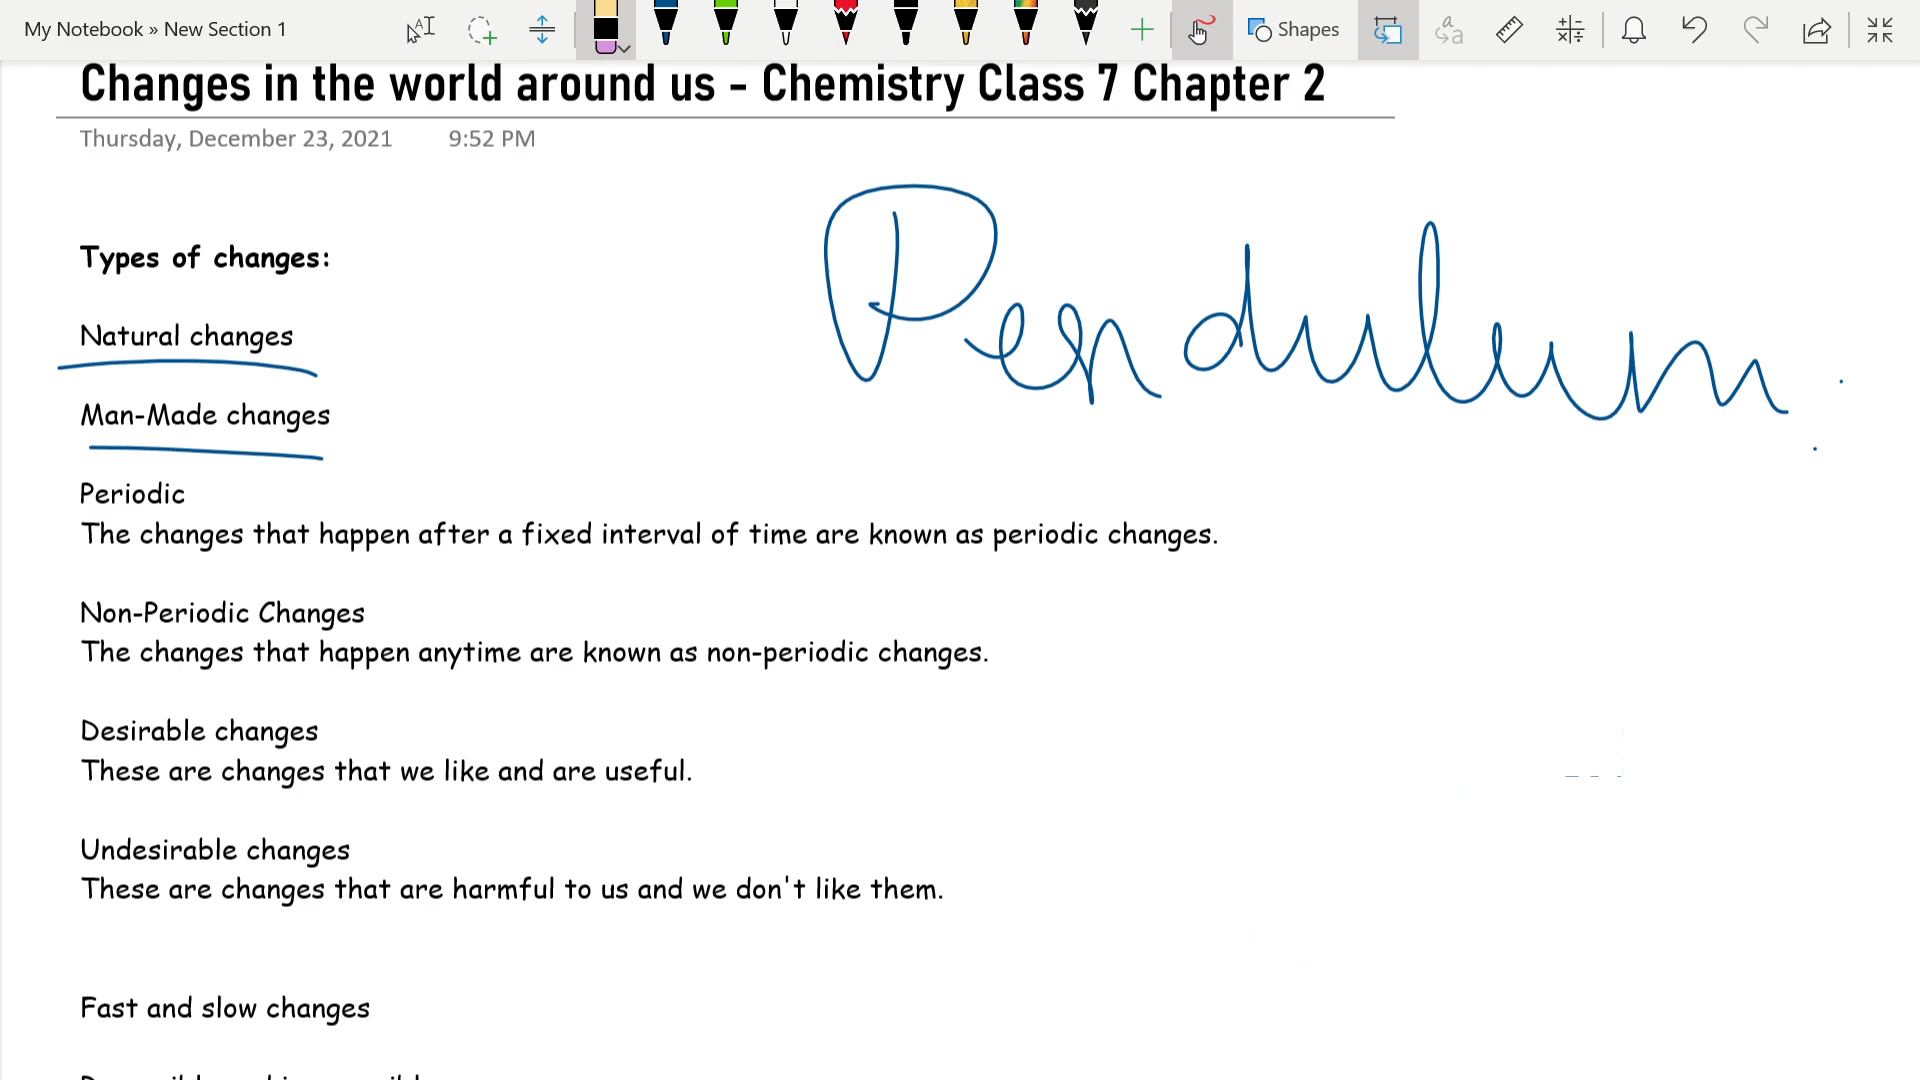 My Notebook » New Section 1
Shapes
Changes in the world around us - Chemistry Class 7 Chapter 2
Thursday, December 23, 2021 9:52 PM
Pendulum
Types of changes:
Natural changes
Man-Made changes
Periodic
The changes that happen after a fixed interval of time are known as periodic changes.
Non-Periodic Changes
The changes that happen anytime are known as non-periodic changes.
Desirable changes
These are changes that we like and are useful.
Undesirable changes
These are changes that are harmful to us and we don't like them.
Fast and slow changes